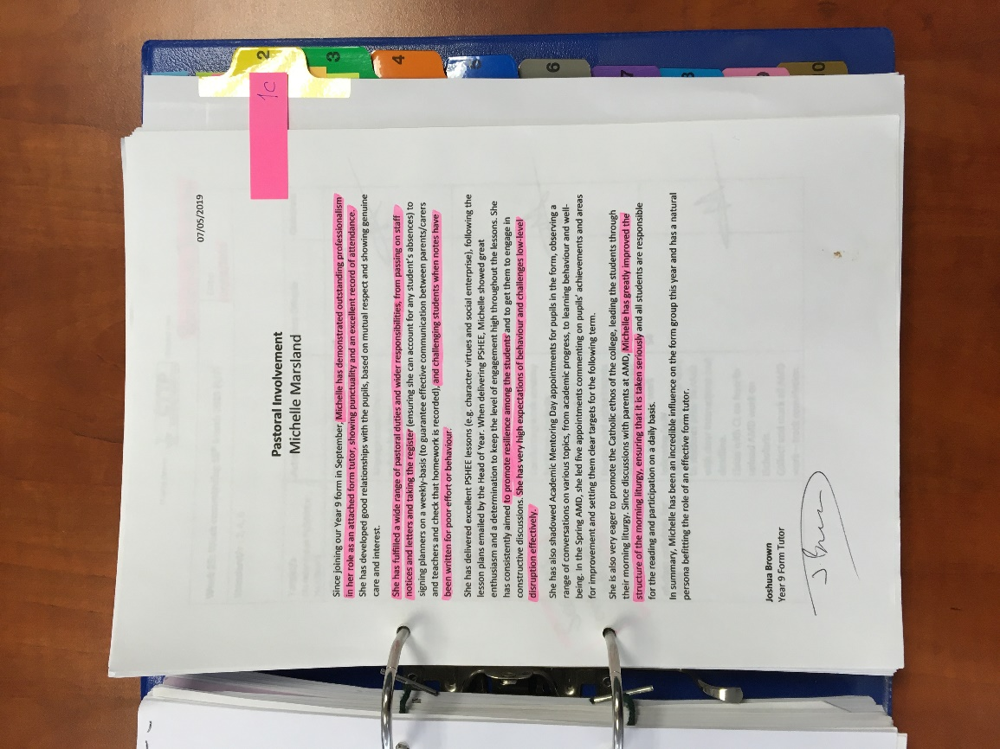 2
3
4
5
6
7
8
9
10
1c
07/05/2019
Pastoral Involvement
Michelle Marsland
Since joining our Year 9 form in September, Michelle has demonstrated outstanding professionalism
in her role as an attached form tutor, showing punctuality and an excellent record of attendance.
She has developed good relationships with the pupils, based on mutual respect and showing genuine
care and interest.
She has fulfilled a wide range of pastoral duties and wider responsibilities, from passing on staff
notices and letters and taking the register (ensuring she can account for any student's absences) to
signing planners on a weekly-basis (to guarantee effective communication between parents/carers
and teachers and check that homework is recorded), and challenging students when notes have
been written for poor effort or behaviour.
She has delivered excellent PSHEE lessons (e.g. character virtues and social enterprise), following the
lesson plans emailed by the Head of Year. When delivering PSHEE, Michelle showed great
enthusiasm and a determination to keep the level of engagement high throughout the lessons. She
has consistently aimed to promote resilience among the students and to get them to engage in
constructive discussions. She has very high expectations of behaviour and challenges low-level
disruption effectively.
She has also shadowed Academic Mentoring Day appointments for pupils in the form, observing a
range of conversations on various topics, from academic progress, to learning behaviour and well-
being. In the Spring AMD, she led five appointments commenting on pupils' achievements and areas
for improvement and setting them clear targets for the following term.
She is also very eager to promote the Catholic ethos of the college, leading the students through
their morning liturgy. Since discussions with parents at AMD, Michelle has greatly improved the
structure of the morning liturgy, ensuring that it is taken seriously and all students are responsible
for the reading and participation on a daily basis.
In summary, Michelle has been an incredible influence on the form group this year and has a natural
persona befitting the role of an effective form tutor.
Joshua Brown
Year 9 Form Tutor